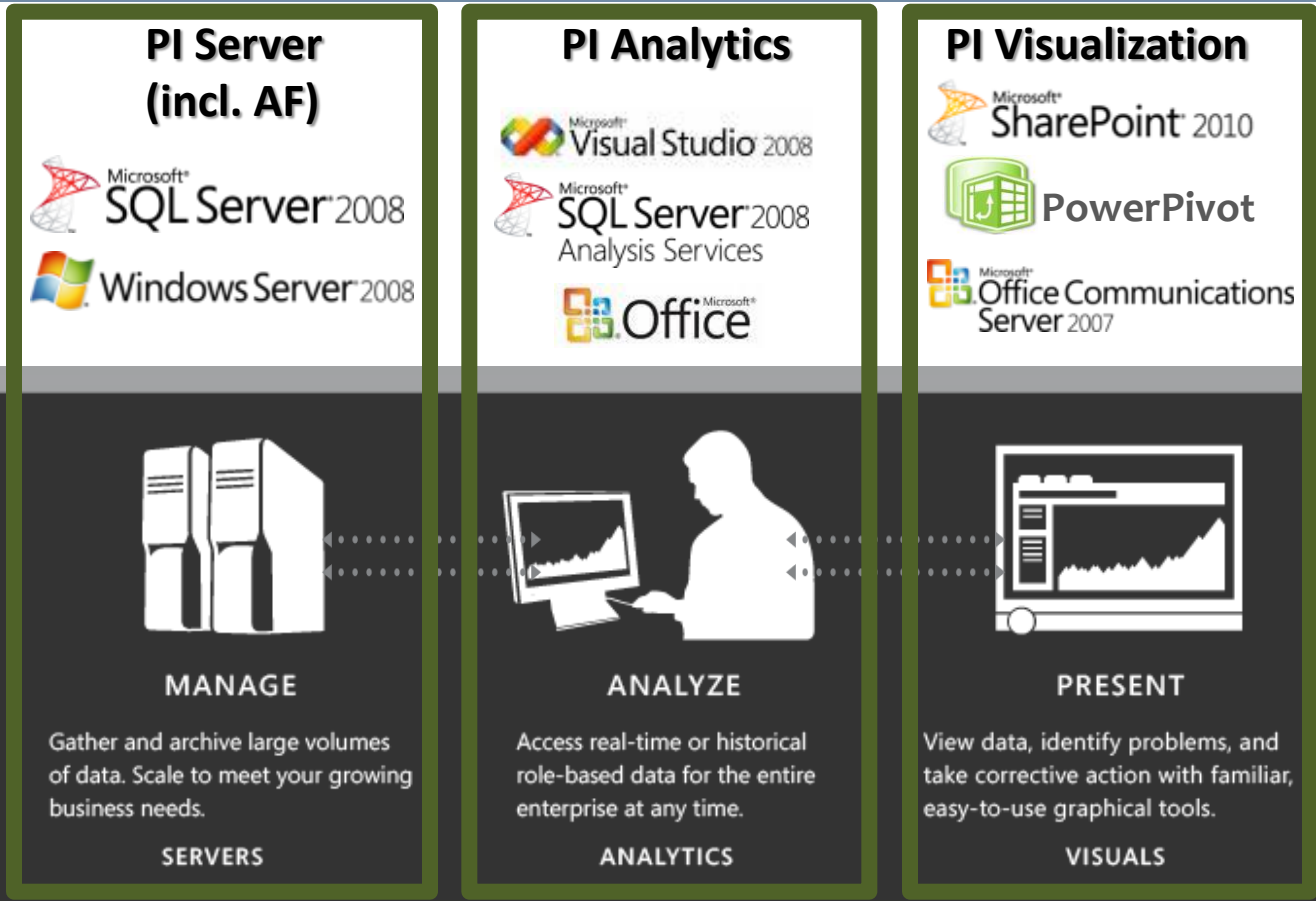 PI Server
(incl. AF)
Microsoft®
SQL Server® 2008
Windows Server® 2008
MANAGE
Gather and archive large volumes
of data. Scale to meet your growing
business needs.
SERVERS
PI Analytics
Microsoft®
Visual Studio® 2008
Microsoft®
SQL Server® 2008
Analysis Services
Microsoft®
Office
ANALYZE
Access real-time or historical
role-based data for the entire
enterprise at any time.
ANALYTICS
PI Visualization
Microsoft®
SharePoint® 2010
PowerPivot
Microsoft®
Office Communications
Server 2007
PRESENT
View data, identify problems, and
take corrective action with familiar,
easy-to-use graphical tools.
VISUALS